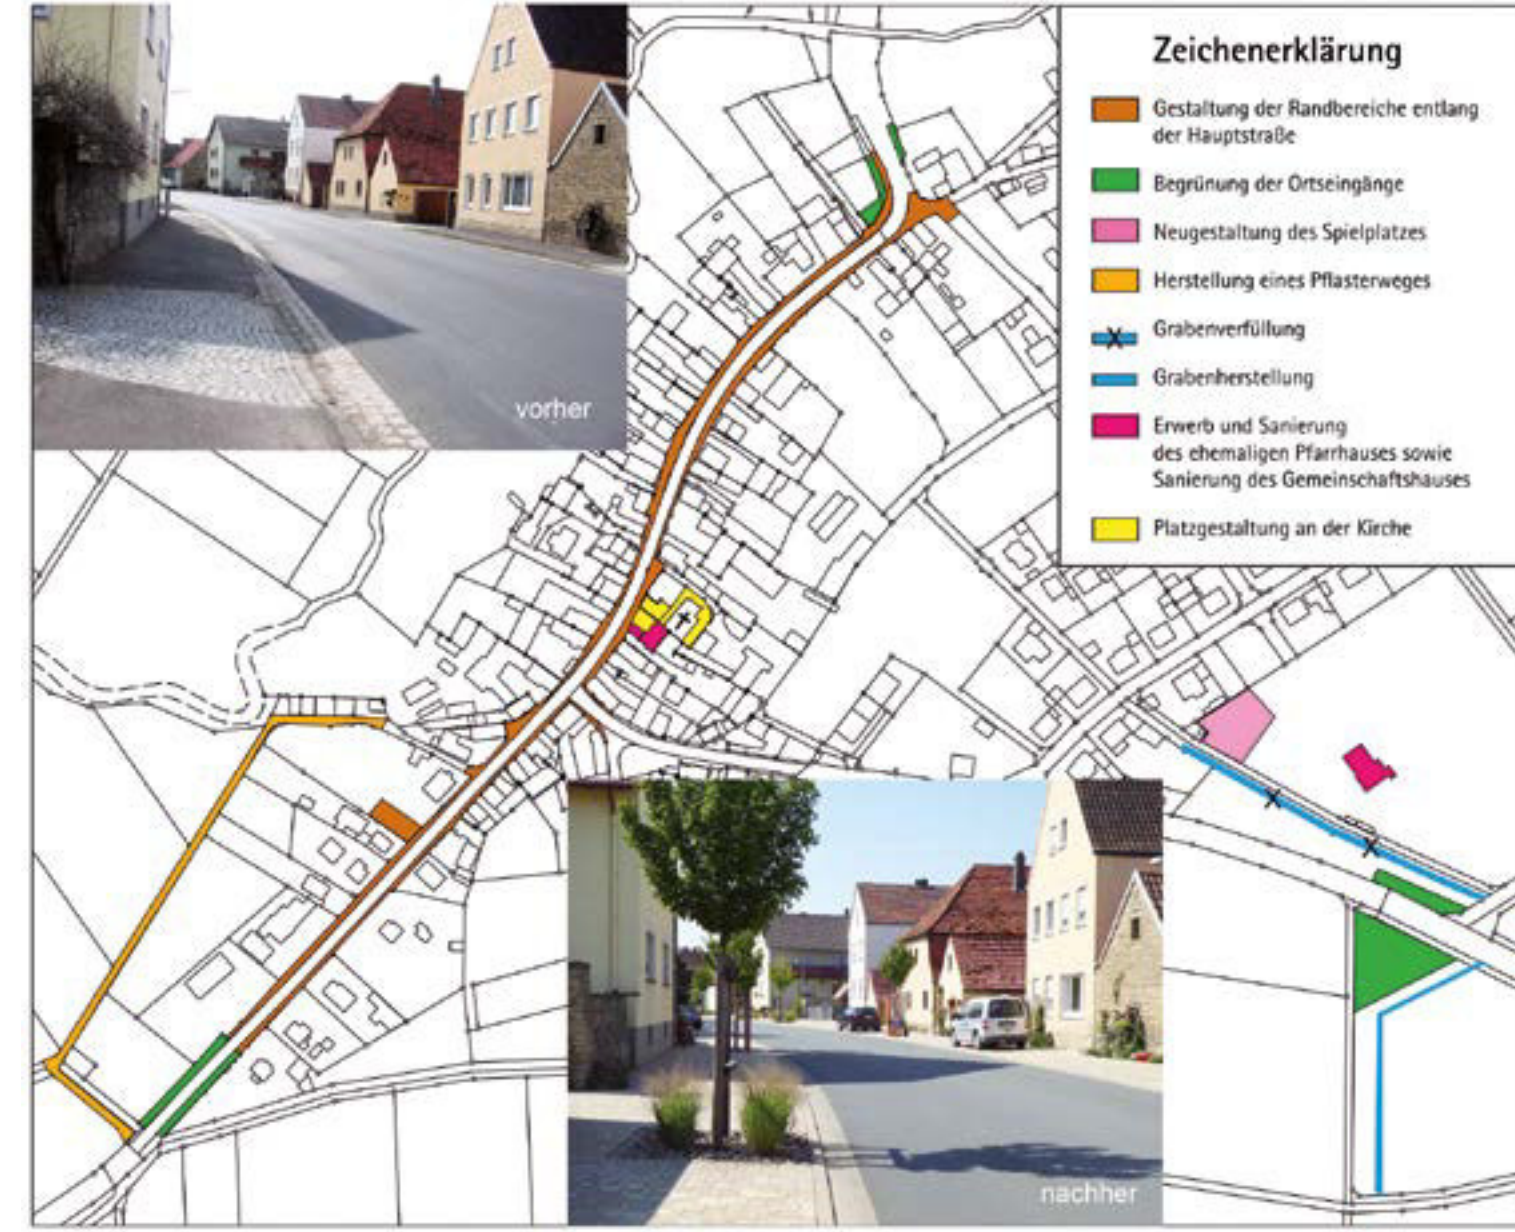 vorher
Zeichenerklärung
Gestaltung der Randbereiche entlang
der Hauptstraße
Begrünung der Ortseingänge
Neugestaltung des Spielplatzes
Herstellung eines Pflasterweges
Grabenverfüllung
Grabenherstellung
Erwerb und Sanierung
des ehemaligen Pfarrhauses sowie
Sanierung des Gemeinschaftshauses
Platzgestaltung an der Kirche
nachher